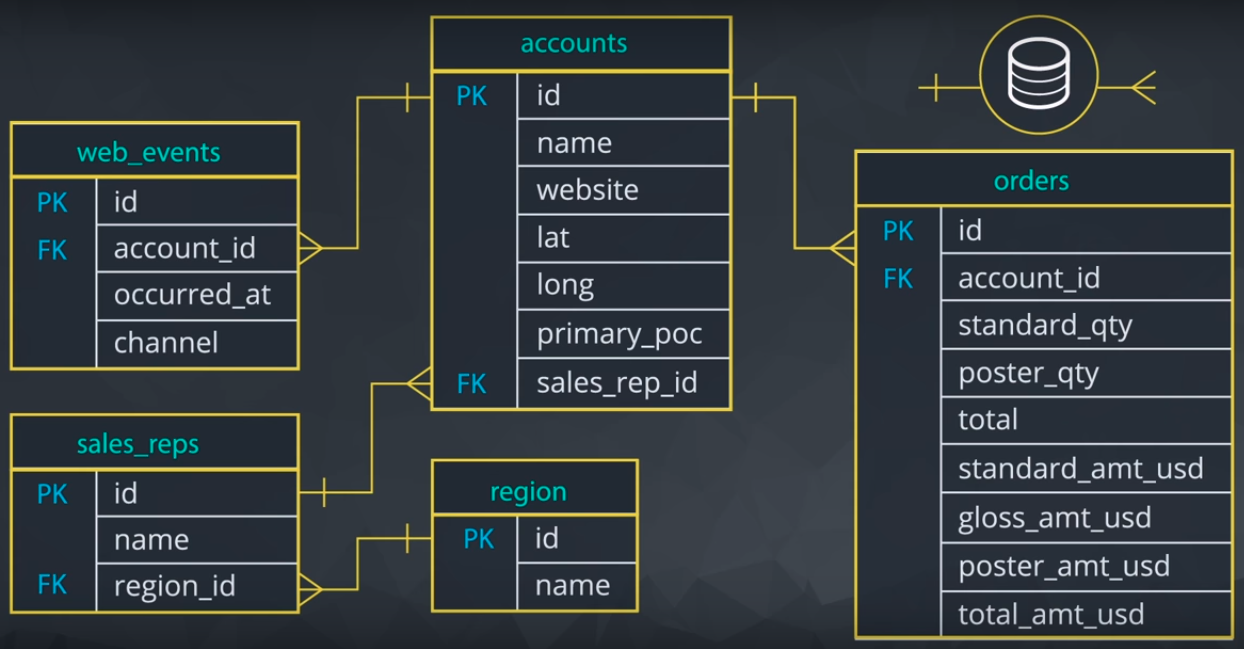 accounts
PK id
name
website
lat
long
primary_poc
FK sales_rep_id
web_events
PK id
FK account_id
occurred_at
channel
orders
PK id
FK account_id
standard_qty
poster_qty
total
standard_amt_usd
gloss_amt_usd
poster_amt_usd
total_amt_usd
sales_reps
PK id
name
FK region_id
region
PK id
name